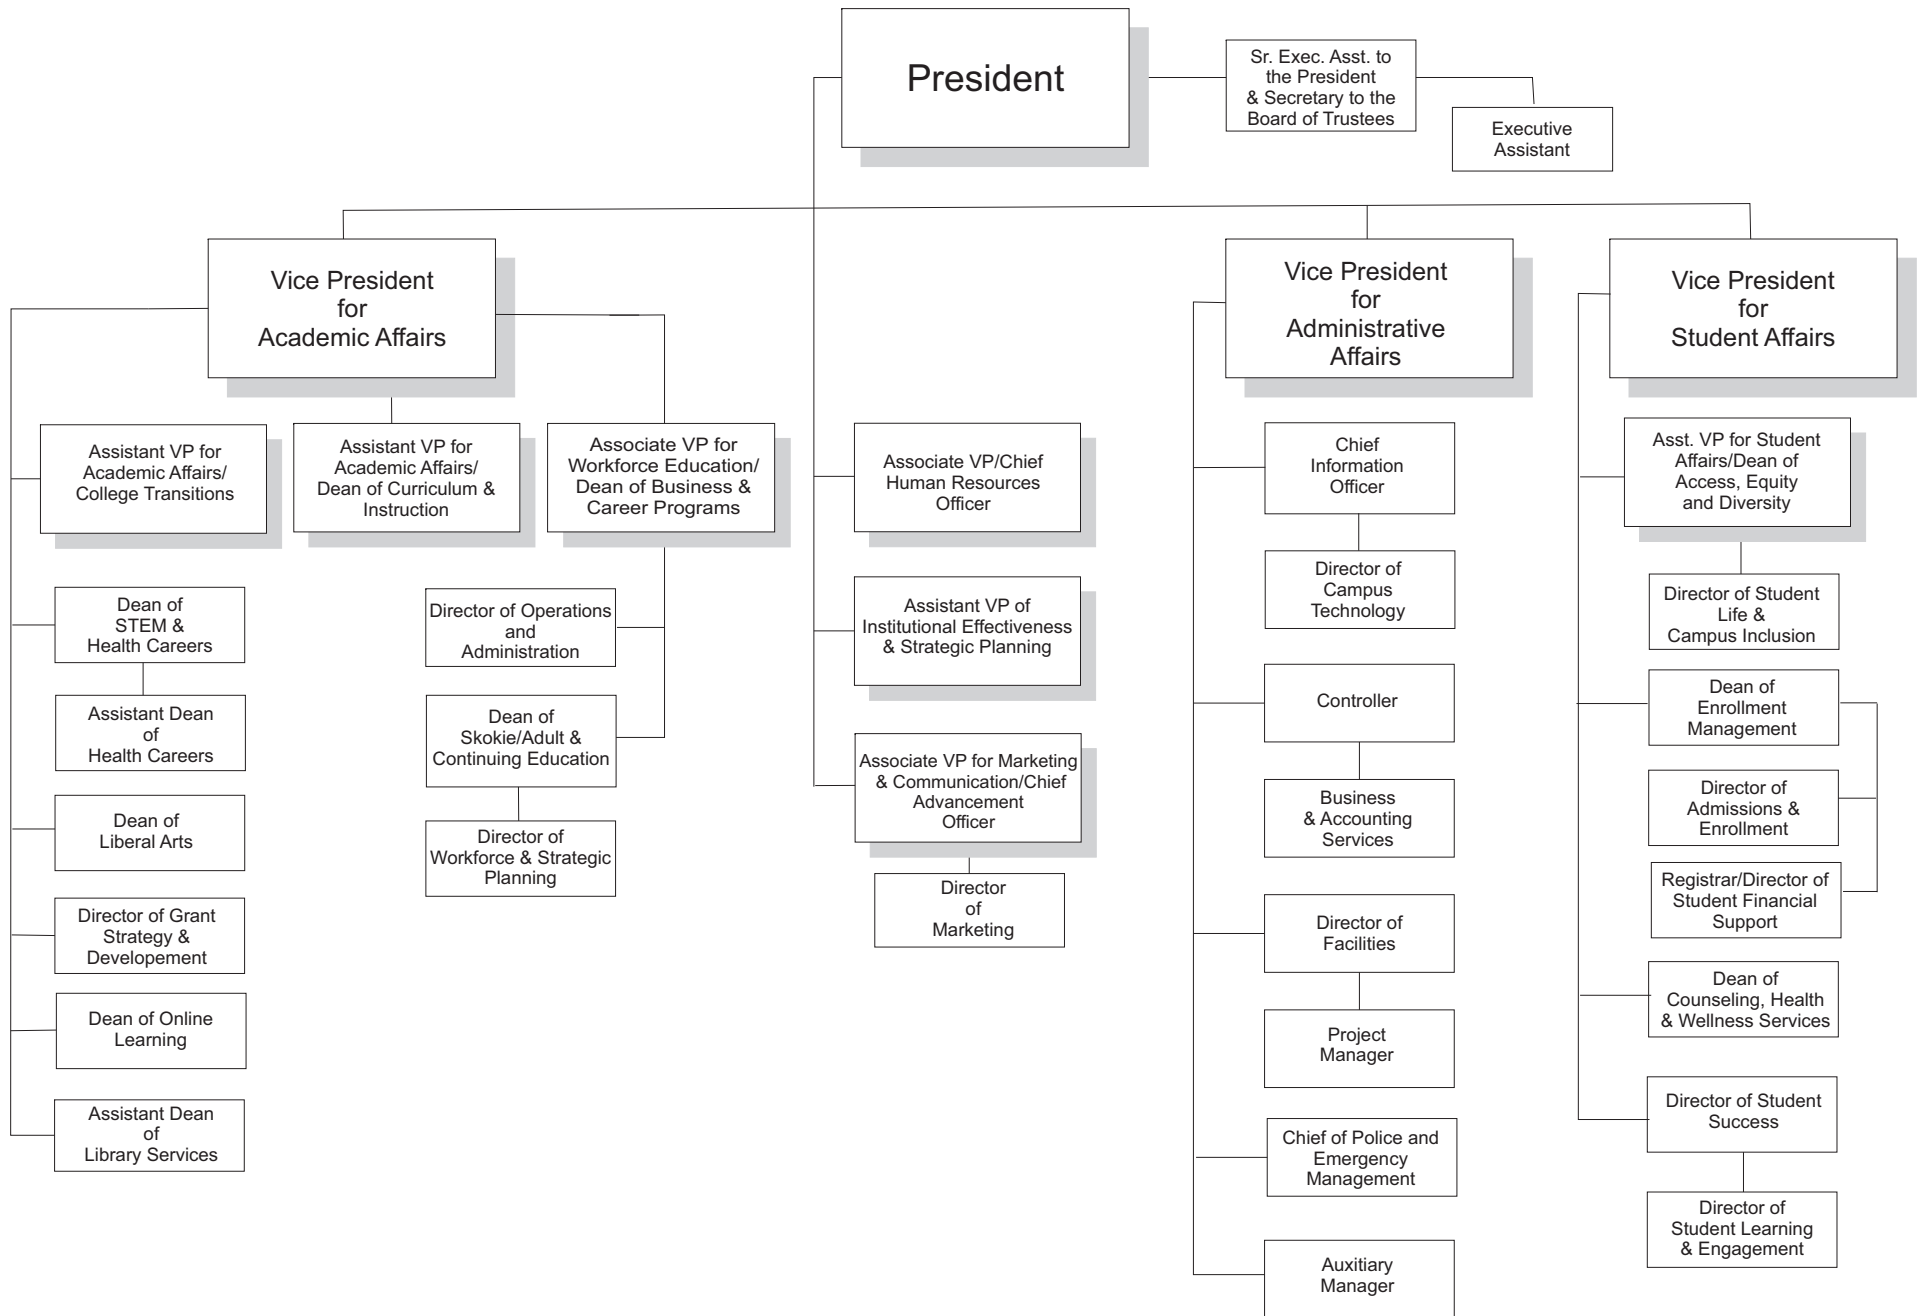 President
Sr. Exec. Asst. to
the President
& Secretary to the
Board of Trustees
Executive
Assistant
Vice President
for
Academic Affairs
Assistant VP for
Academic Affairs/
College Transitions
Assistant VP for
Academic Affairs/
Dean of Curriculum &
Instruction
Associate VP for
Workforce Education/
Dean of Business &
Career Programs
Dean of
STEM &
Health Careers
Assistant Dean
of
Health Careers
Dean of
Liberal Arts
Director of Grant
Strategy &
Developement
Dean of Online
Learning
Assistant Dean
of
Library Services
Director of Operations
and
Administration
Dean of
Skokie/Adult &
Continuing Education
Director of
Workforce & Strategic
Planning
Associate VP/Chief
Human Resources
Officer
Assistant VP of
Institutional Effectiveness
& Strategic Planning
Associate VP for Marketing
& Communication/Chief
Advancement
Officer
Director
of
Marketing
Vice President
for
Administrative
Affairs
Chief
Information
Officer
Director of
Campus
Technology
Controller
Business
& Accounting
Services
Director of
Facilities
Project
Manager
Chief of Police and
Emergency
Management
Auxitiary
Manager
Vice President
for
Student Affairs
Asst. VP for Student
Affairs/Dean of
Access, Equity
and Diversity
Director of Student
Life &
Campus Inclusion
Dean of
Enrollment
Management
Director of
Admissions &
Enrollment
Registrar/Director of
Student Financial
Support
Dean of
Counseling, Health
& Wellness Services
Director of Student
Success
Director of
Student Learning
& Engagement